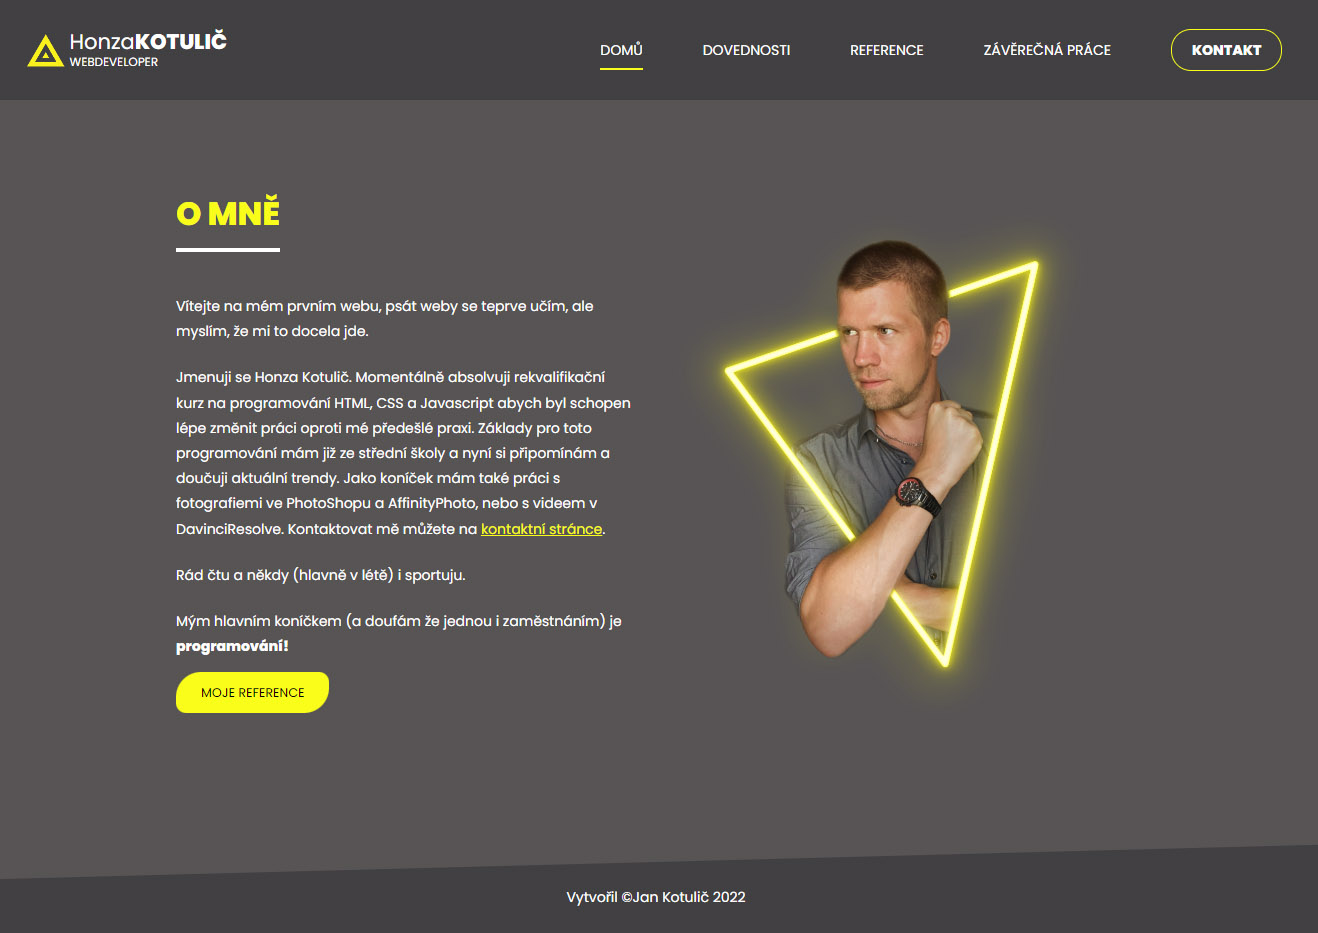 HonzaKOTULIČ
WEBDEVELOPER
DOMŮ
DOVEDNOSTI
REFERENCE
ZÁVĚREČNÁ PRÁCE
KONTAKT
O MNĚ
Vítejte na mém prvním webu, psát weby se teprve učím, ale
myslím, že mi to docela jde.
Jmenuji se Honza Kotulič. Momentálně absolvuji rekvalifikační
kurz na programování HTML, CSS a Javascript abych byl schopen
lépe změnit práci oproti mé předešlé praxi. Základy pro toto
programování mám již ze střední školy a nyní si připomínám a
doučuji aktuální trendy. Jako koníček mám také práci s
fotografiemi ve PhotoShopu a AffinityPhoto, nebo s videem v
DavinciResolve. Kontaktovat mě můžete na kontaktní stránce.
Rád čtu a někdy (hlavně v létě) i sportuju.
Mým hlavním koníčkem (a doufám že jednou i zaměstnáním) je
programování!
MOJE REFERENCE
Vytvořil ©Jan Kotulič 2022